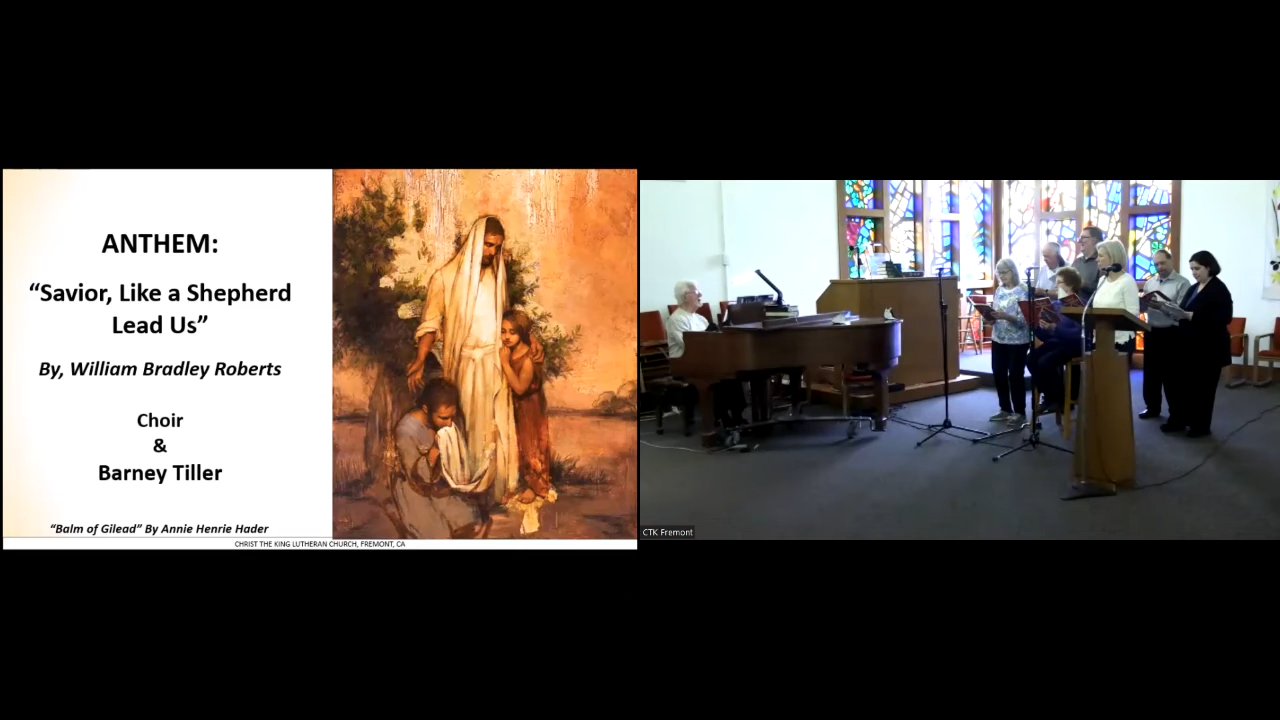 ANTHEM:
“Savior, Like a Shepherd
Lead Us”
By, William Bradley Roberts
Choir
&
Barney Tiller
“Balm of Gilead” By Annie Henrie Hader
CHRIST THE KING LUTHERAN CHURCH, FREMONT, CA
CTK Fremont